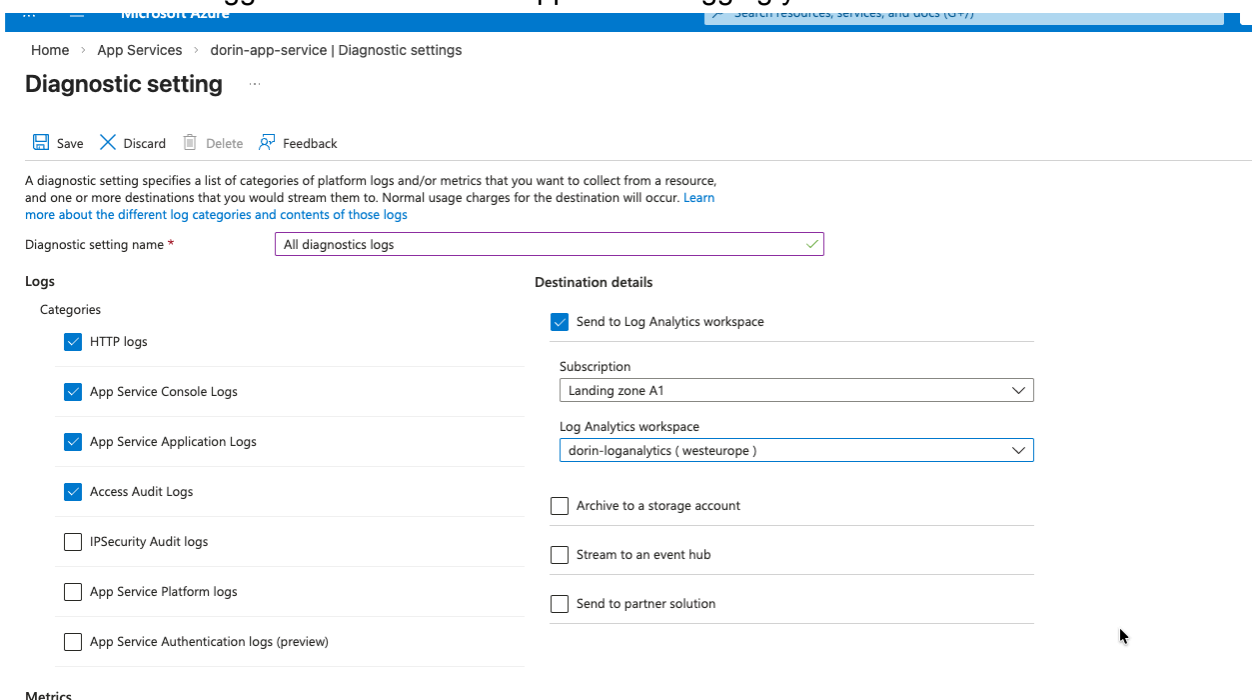 Microsoft Azure
Search resources, services, and docs (G+/)
Home > App Services > dorin-app-service | Diagnostic settings
Diagnostic setting ...
Save Discard Delete Feedback
A diagnostic setting specifies a list of categories of platform logs and/or metrics that you want to collect from a resource,
and one or more destinations that you would stream them to. Normal usage charges for the destination will occur. Learn
more about the different log categories and contents of those logs
Diagnostic setting name *
All diagnostics logs
Logs
Categories
HTTP logs
App Service Console Logs
App Service Application Logs
Access Audit Logs
IPSecurity Audit logs
App Service Platform logs
App Service Authentication logs (preview)
Metrics
Destination details
Send to Log Analytics workspace
Subscription
Landing zone A1
Log Analytics workspace
dorin-loganalytics ( westeurope )
Archive to a storage account
Stream to an event hub
Send to partner solution